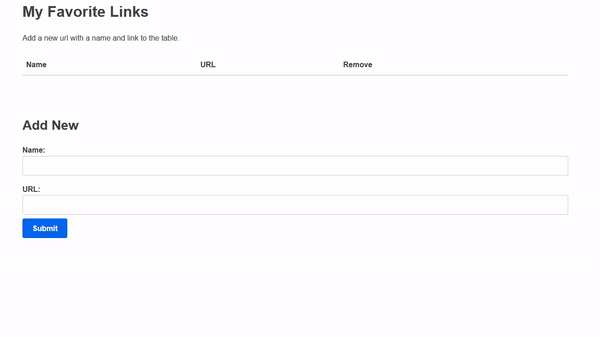 My Favorite Links
Add a new url with a name and link to the table.
Name URL Remove
Add New
Name:
URL:
Submit